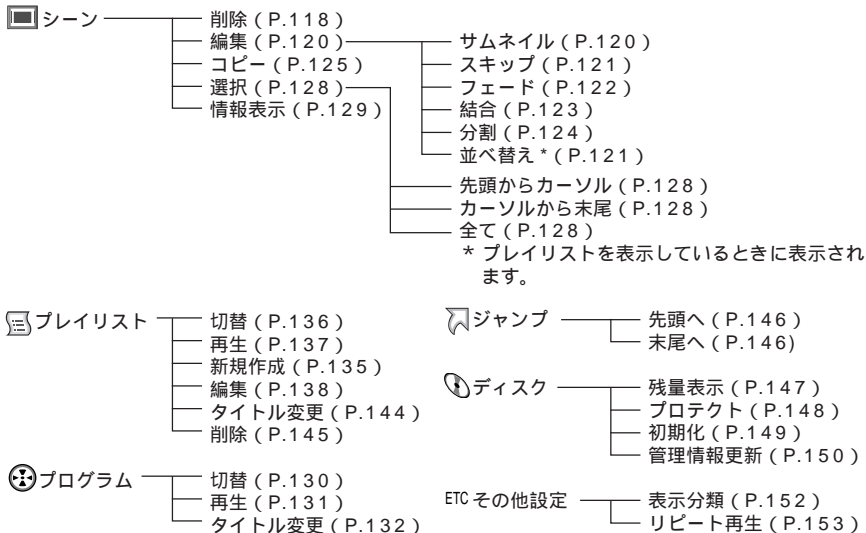 シーン
削除（P.118）
編集（P.120）
コピー（P.125）
選択（P.128）
情報表示（P.129）
サムネイル（P.120）
スキップ（P.121）
フェード（P.122）
結合（P.123）
分割（P.124）
並べ替え*（P.121）
先頭からカーソル（P.128）
カーソルから末尾（P.128）
全て（P.128）
* プレイリストを表示しているときに表示され
ます。
プレイリスト
切替（P.136）
再生（P.137）
新規作成（P.135）
編集（P.138）
タイトル変更（P.144）
削除（P.145）
プログラム
切替（P.130）
再生（P.131）
タイトル変更（P.132）
ジャンプ
先頭へ（P.146）
末尾へ（P.146)
ディスク
残量表示（P.147）
プロテクト（P.148）
初期化（P.149）
管理情報更新（P.150）
ETC その他設定
表示分類（P.152）
リピート再生（P.153）